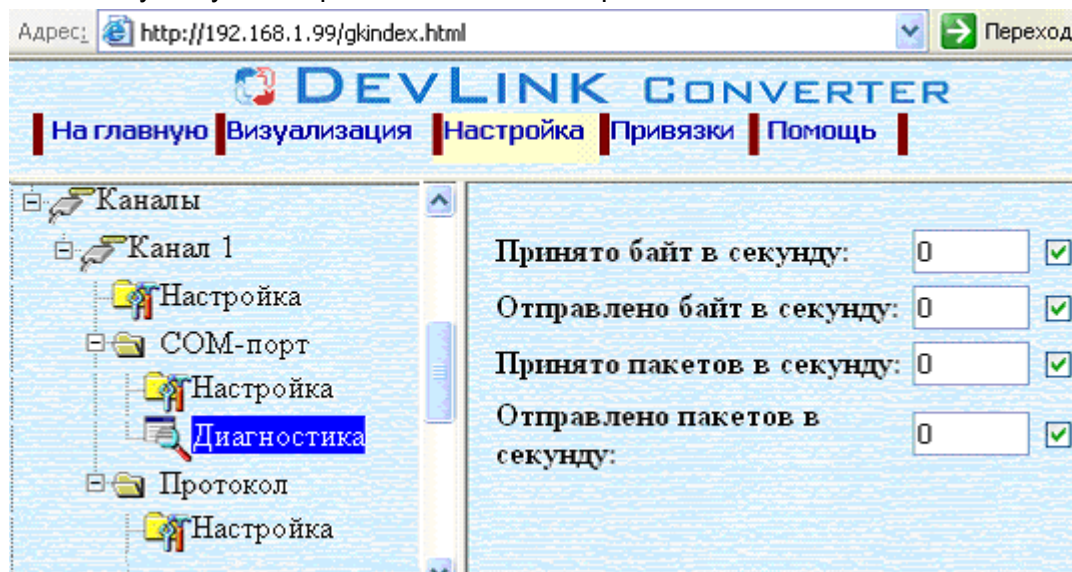 Адрес: http://192.168.1.99/gkindex.html Переход
DEVLINK CONVERTER
На главную Визуализация Настройка Привязки Помощь
Каналы
Канал 1
Настройка
COM-порт
Настройка
Диагностика
Протокол
Настройка
Принято байт в секунду: 0
Отправлено байт в секунду: 0
Принято пакетов в секунду: 0
Отправлено пакетов в
секунду: 0